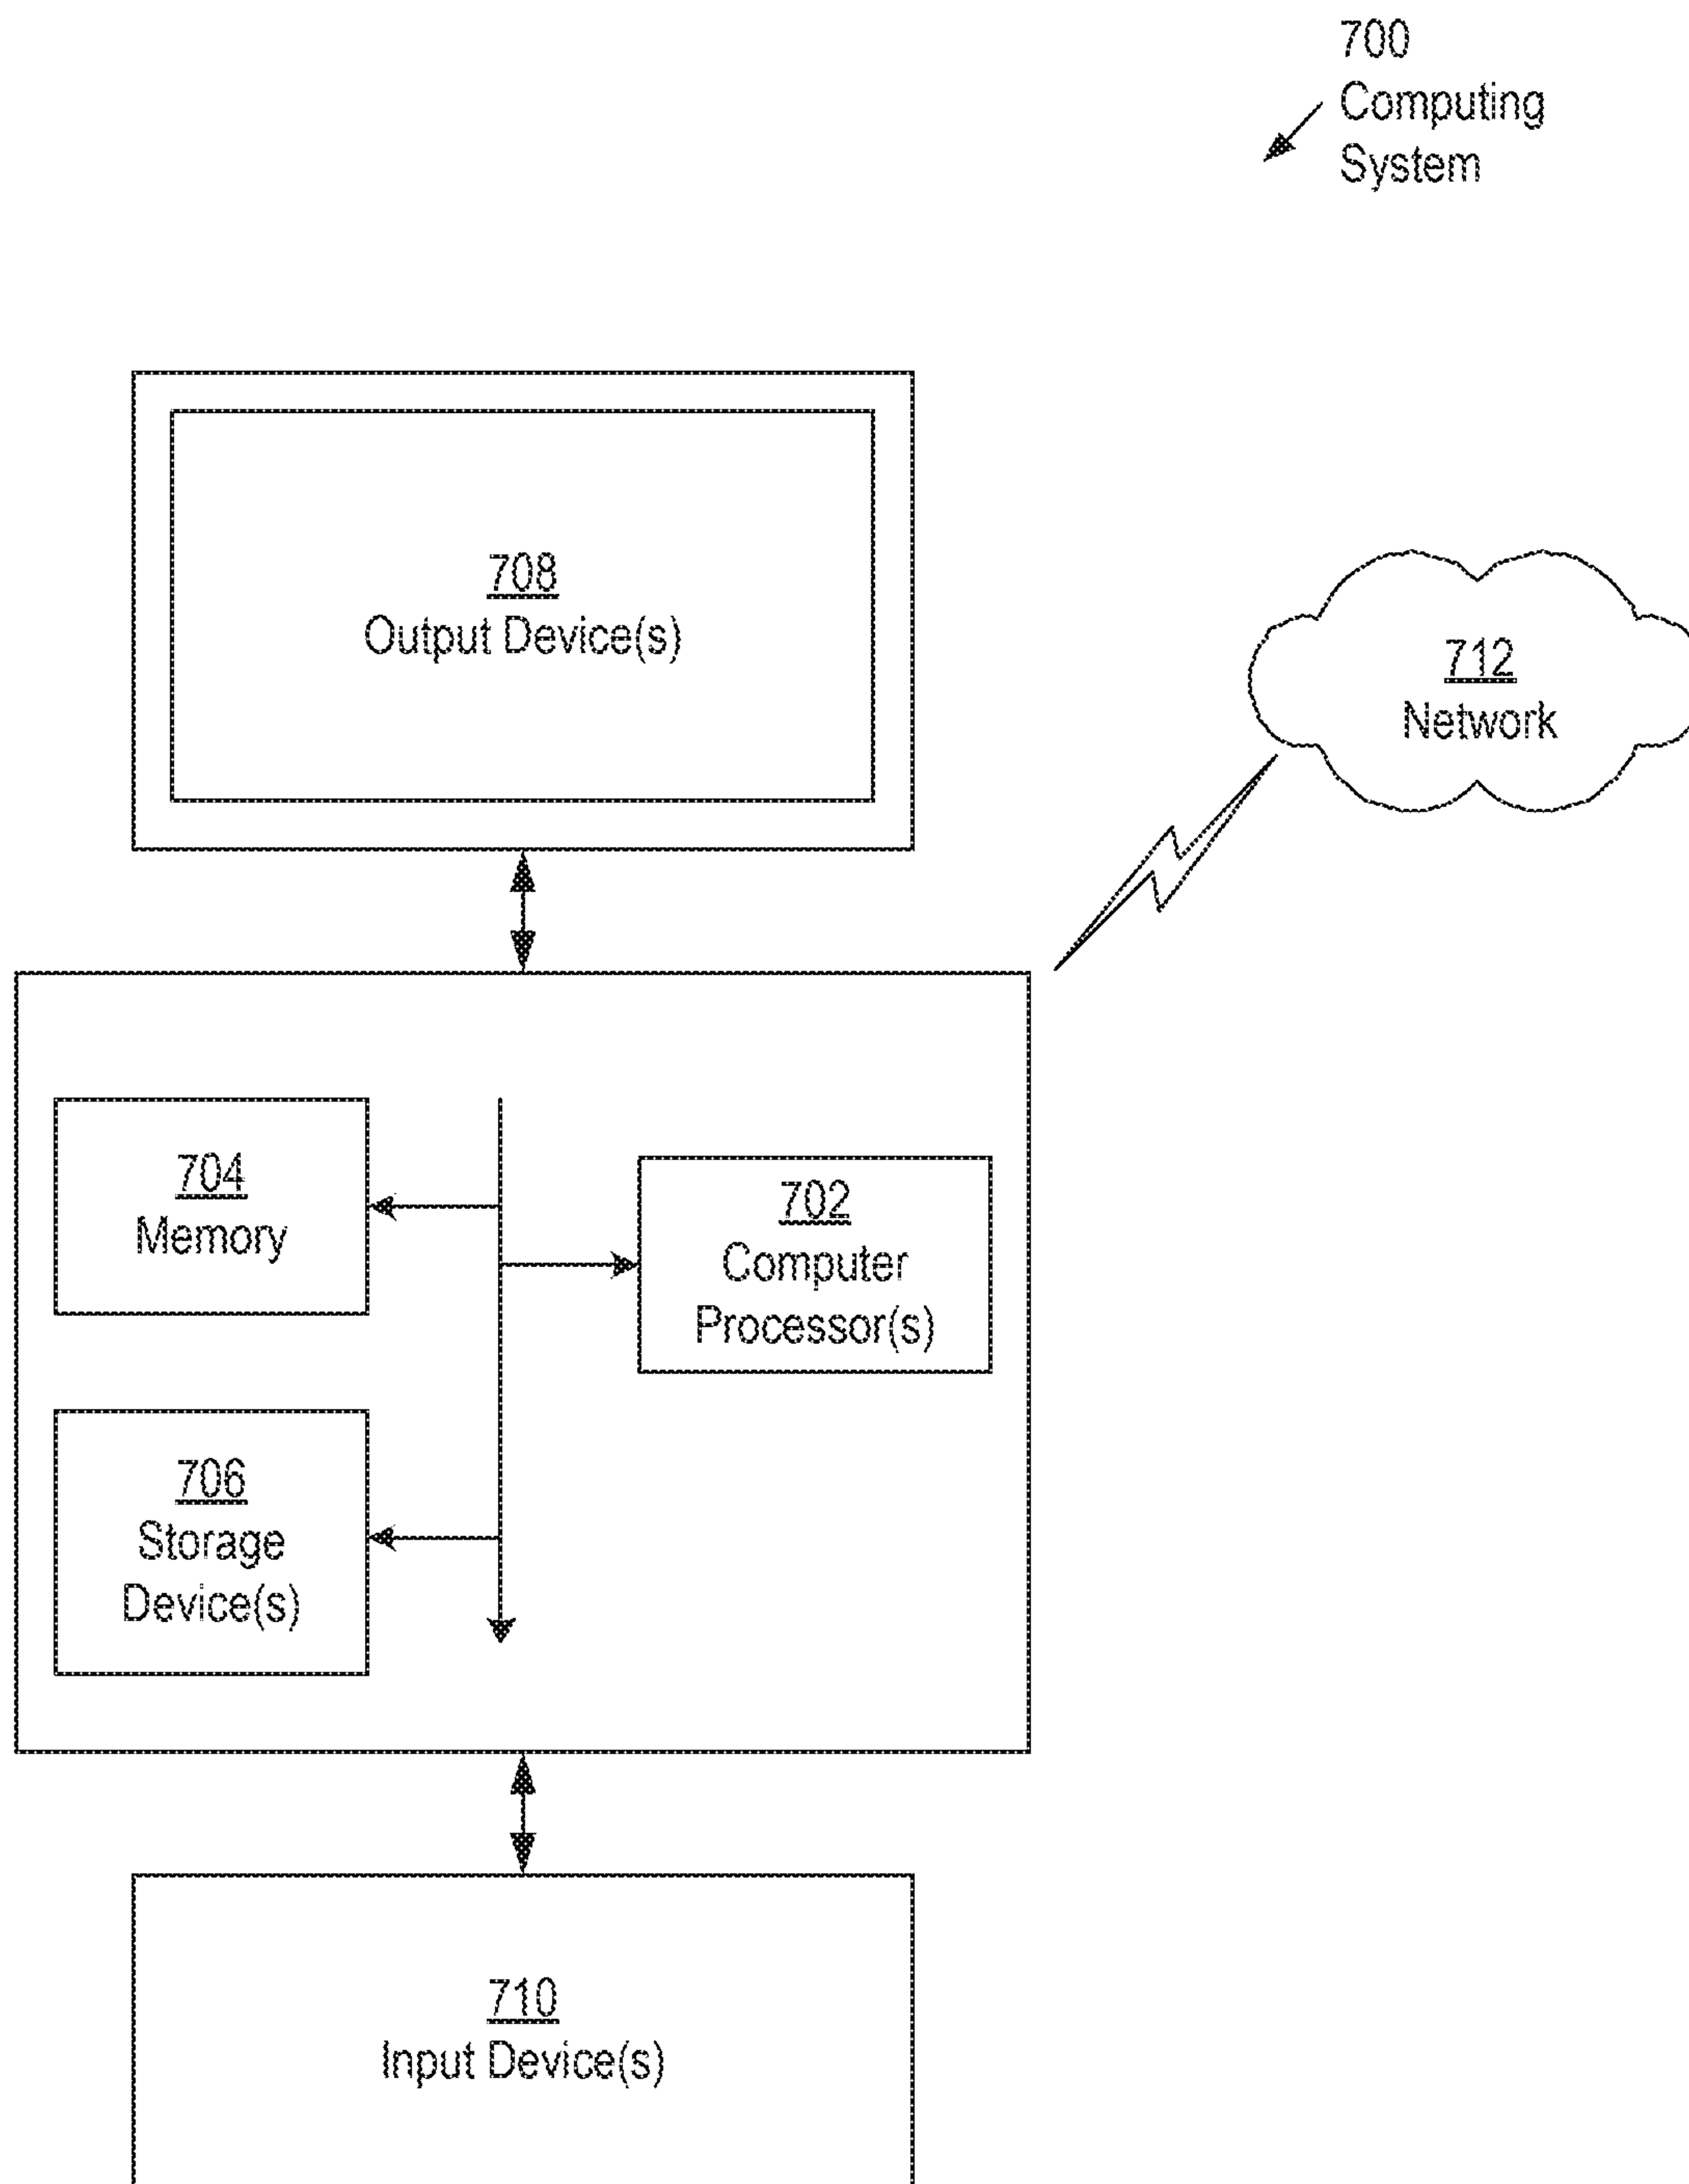 700
Computing
System
708
Output Device(s)
712
Network
704
Memory
702
Computer
Processor(s)
706
Storage
Device(s)
710
Input Device(s)